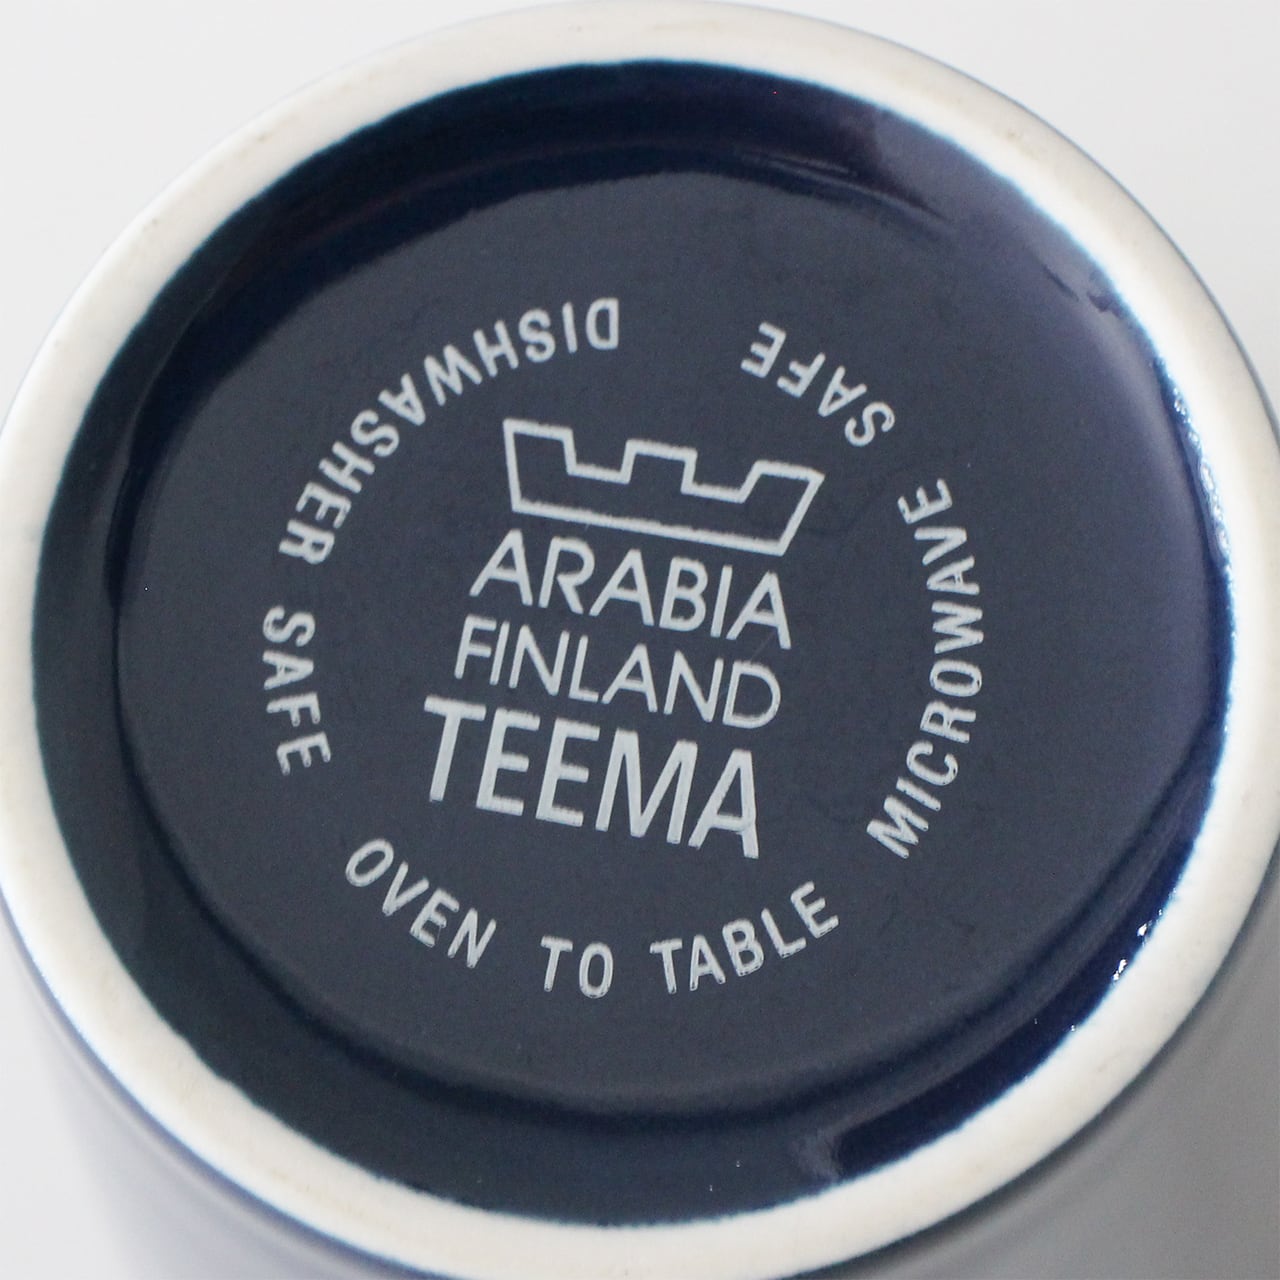 ARABIA
FINLAND
TEEMA
DISHWASHER SAFE
OVEN TO TABLE
MICROWAVE SAFE